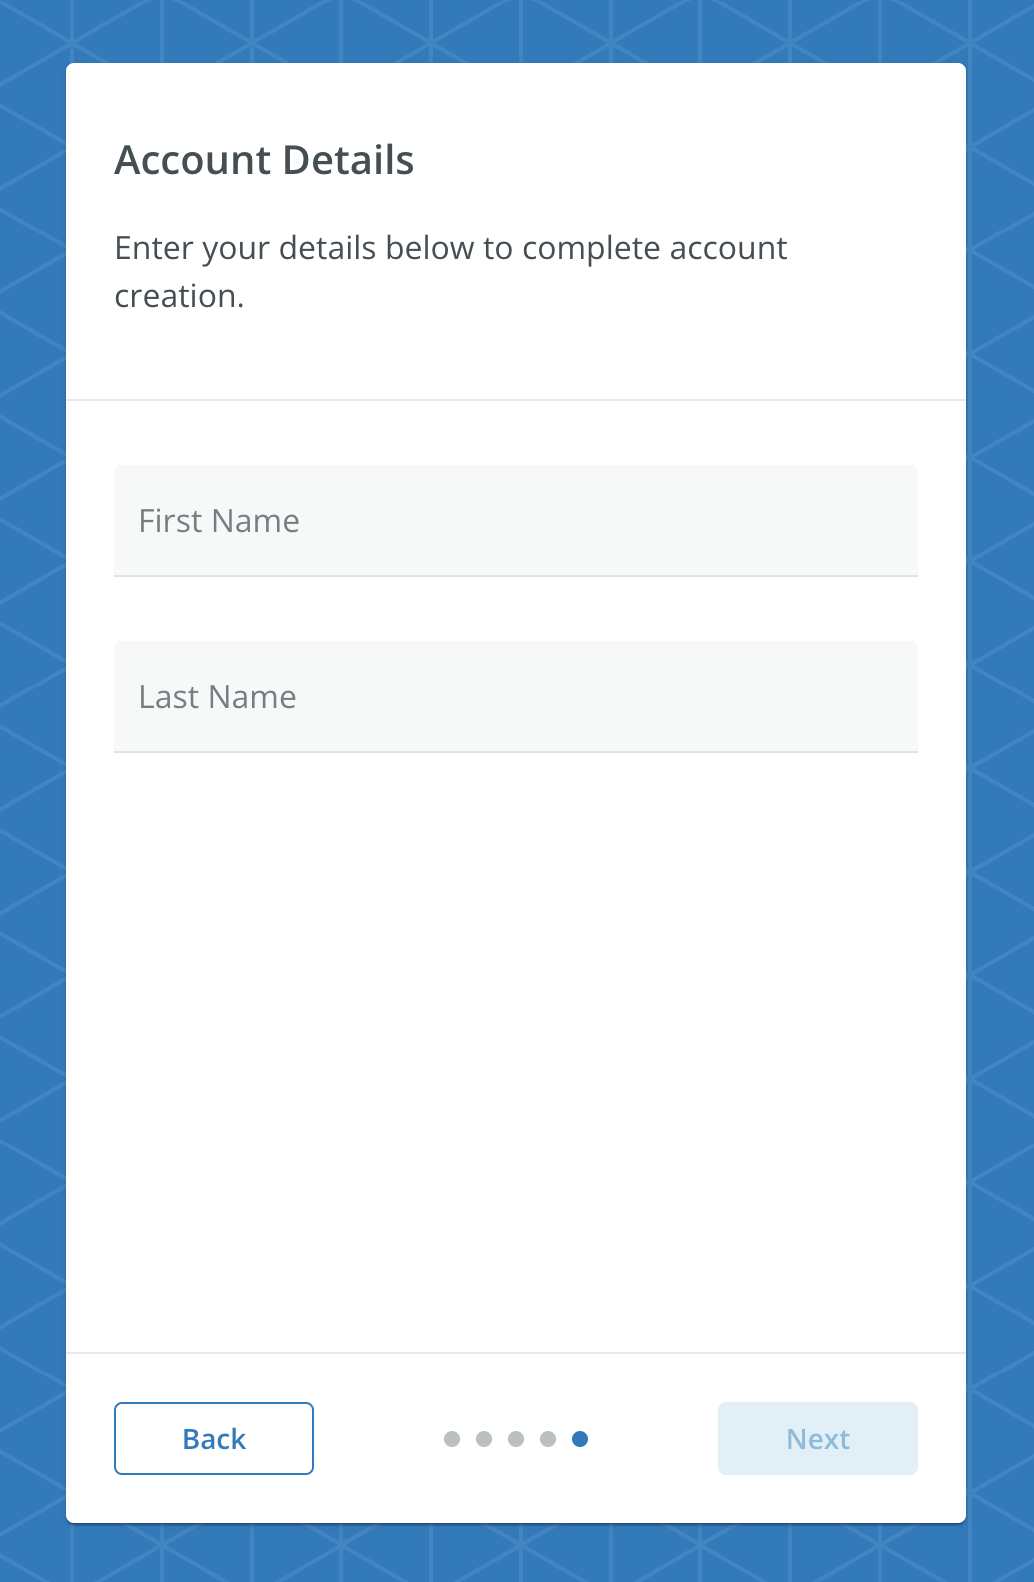 Account Details
Enter your details below to complete account
creation.
First Name
Last Name
Back
Next